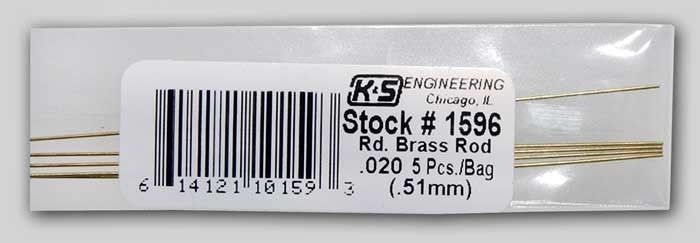 K&S ENGINEERING
Chicago, IL
Stock # 1596
Rd. Brass Rod
.020 5 Pcs./Bag
(.51mm)
6 14121 10159 3